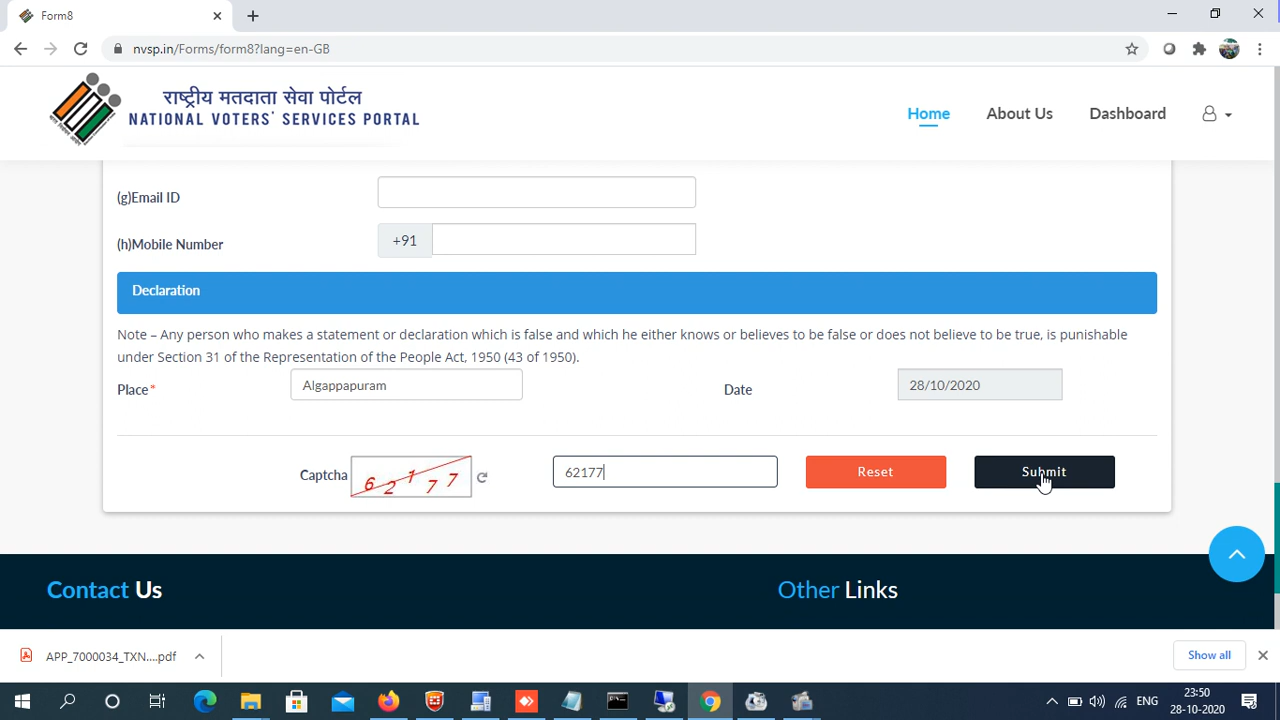 Form8
nvsp.in/Forms/form8?lang=en-GB
राष्ट्रीय मतदाता सेवा पोर्टल
NATIONAL VOTERS' SERVICES PORTAL
Home About Us Dashboard
(g)Email ID
(h)Mobile Number +91
Declaration
Note – Any person who makes a statement or declaration which is false and which he either knows or believes to be false or does not believe to be true, is punishable
under Section 31 of the Representation of the People Act, 1950 (43 of 1950).
Place* Algappapuram Date 28/10/2020
Captcha 62177 62177 Reset Submit
Contact Us Other Links
APP_7000034_TXN....pdf Show all
ENG 23:50
28-10-2020